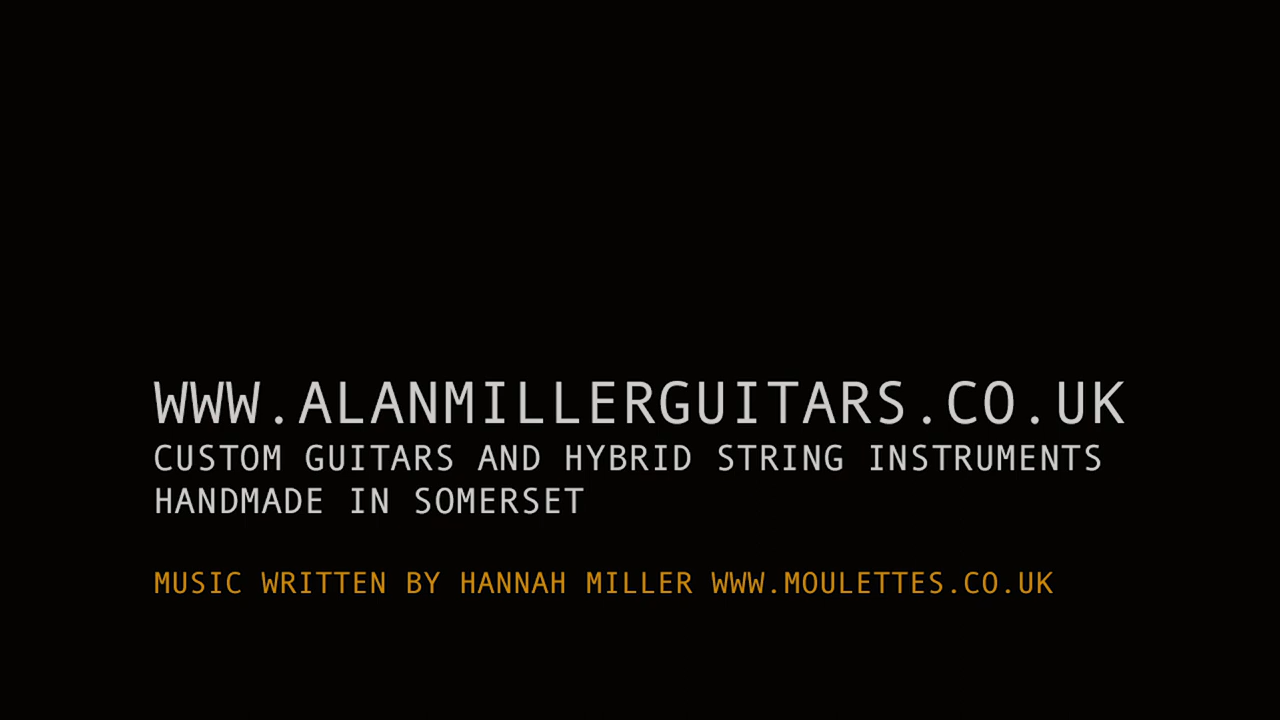 WWW.ALANMILLERGUITARS.CO.UK
CUSTOM GUITARS AND HYBRID STRING INSTRUMENTS
HANDMADE IN SOMERSET
MUSIC WRITTEN BY HANNAH MILLER WWW.MOULETTES.CO.UK